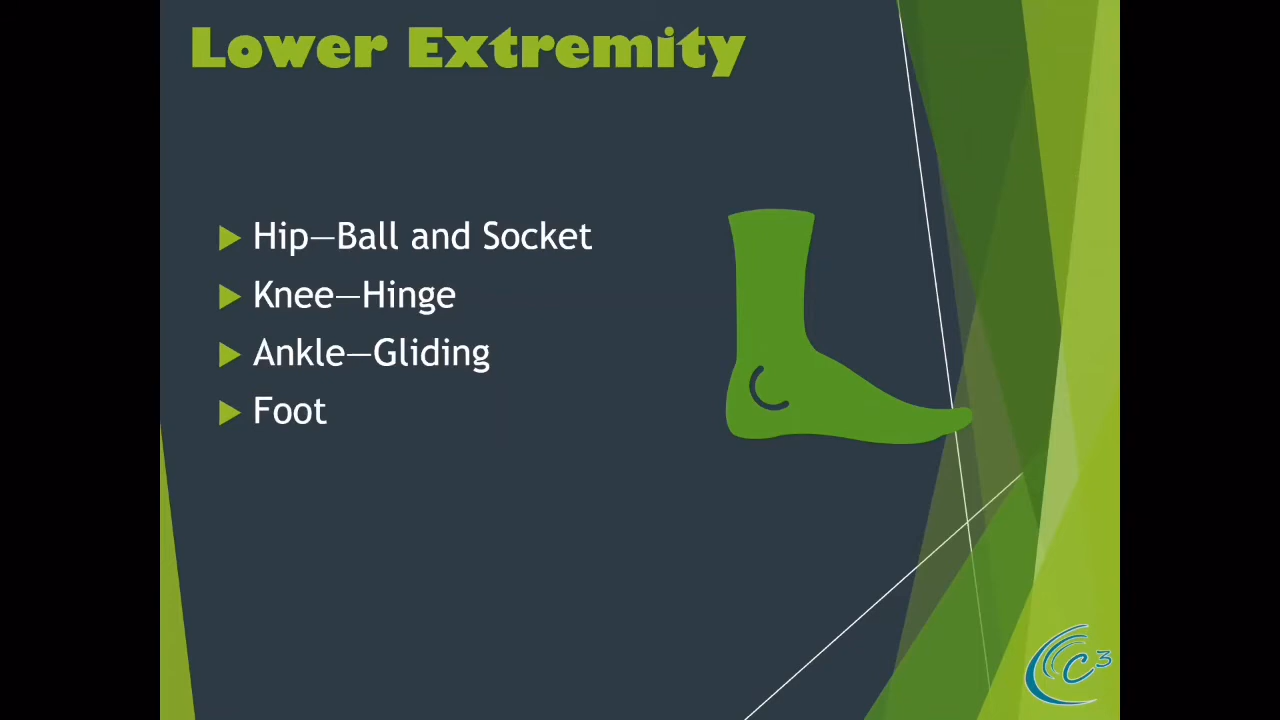 Lower Extremity
Hip—Ball and Socket
Knee—Hinge
Ankle—Gliding
Foot
C3